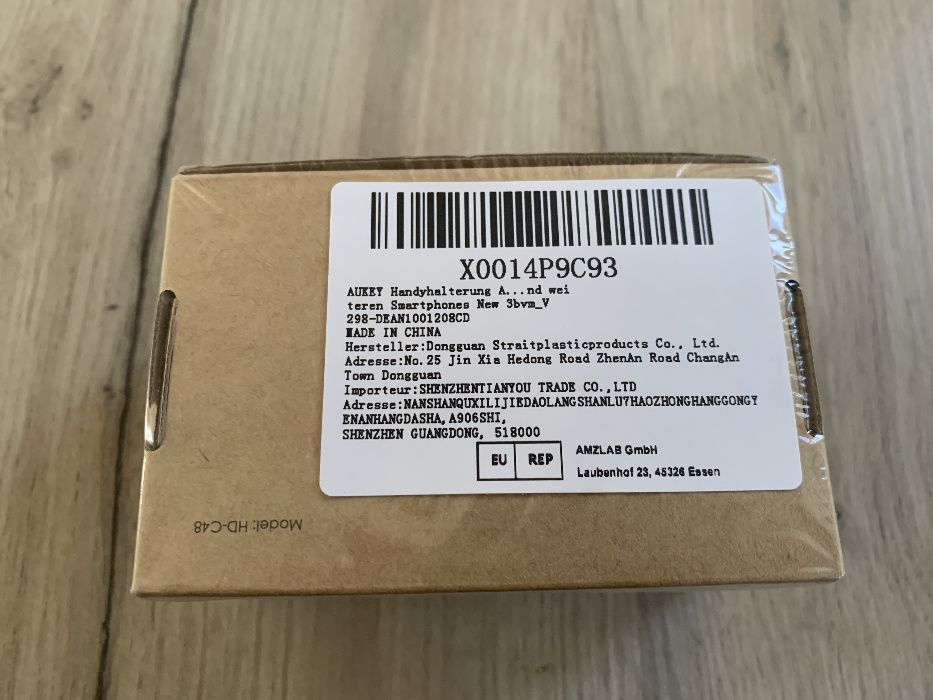 X0014P9C93
AUKEY Handyhalterung A...nd wei
teren Smartphones New 3bvm_V
298-DEAN1001208CD
MADE IN CHINA
Hersteller:Dongguan Straitplasticproducts Co., Ltd.
Adresse:No.25 Jin Xia Hedong Road ZhenAn Road ChangAn
Town Dongguan
Importeur:SHENZHENTIANYOU TRADE CO.,LTD
Adresse:NANSHANQUXILIJIEDAOLANGSHANLU7HAOZHONGHANGGONGY
ENANHANGDASHA,A906SHI,
SHENZHEN GUANGDONG, 518000
EU REP
AMZLAB GmbH
Laubenhof 23, 45326 Essen
Model: HD-C48